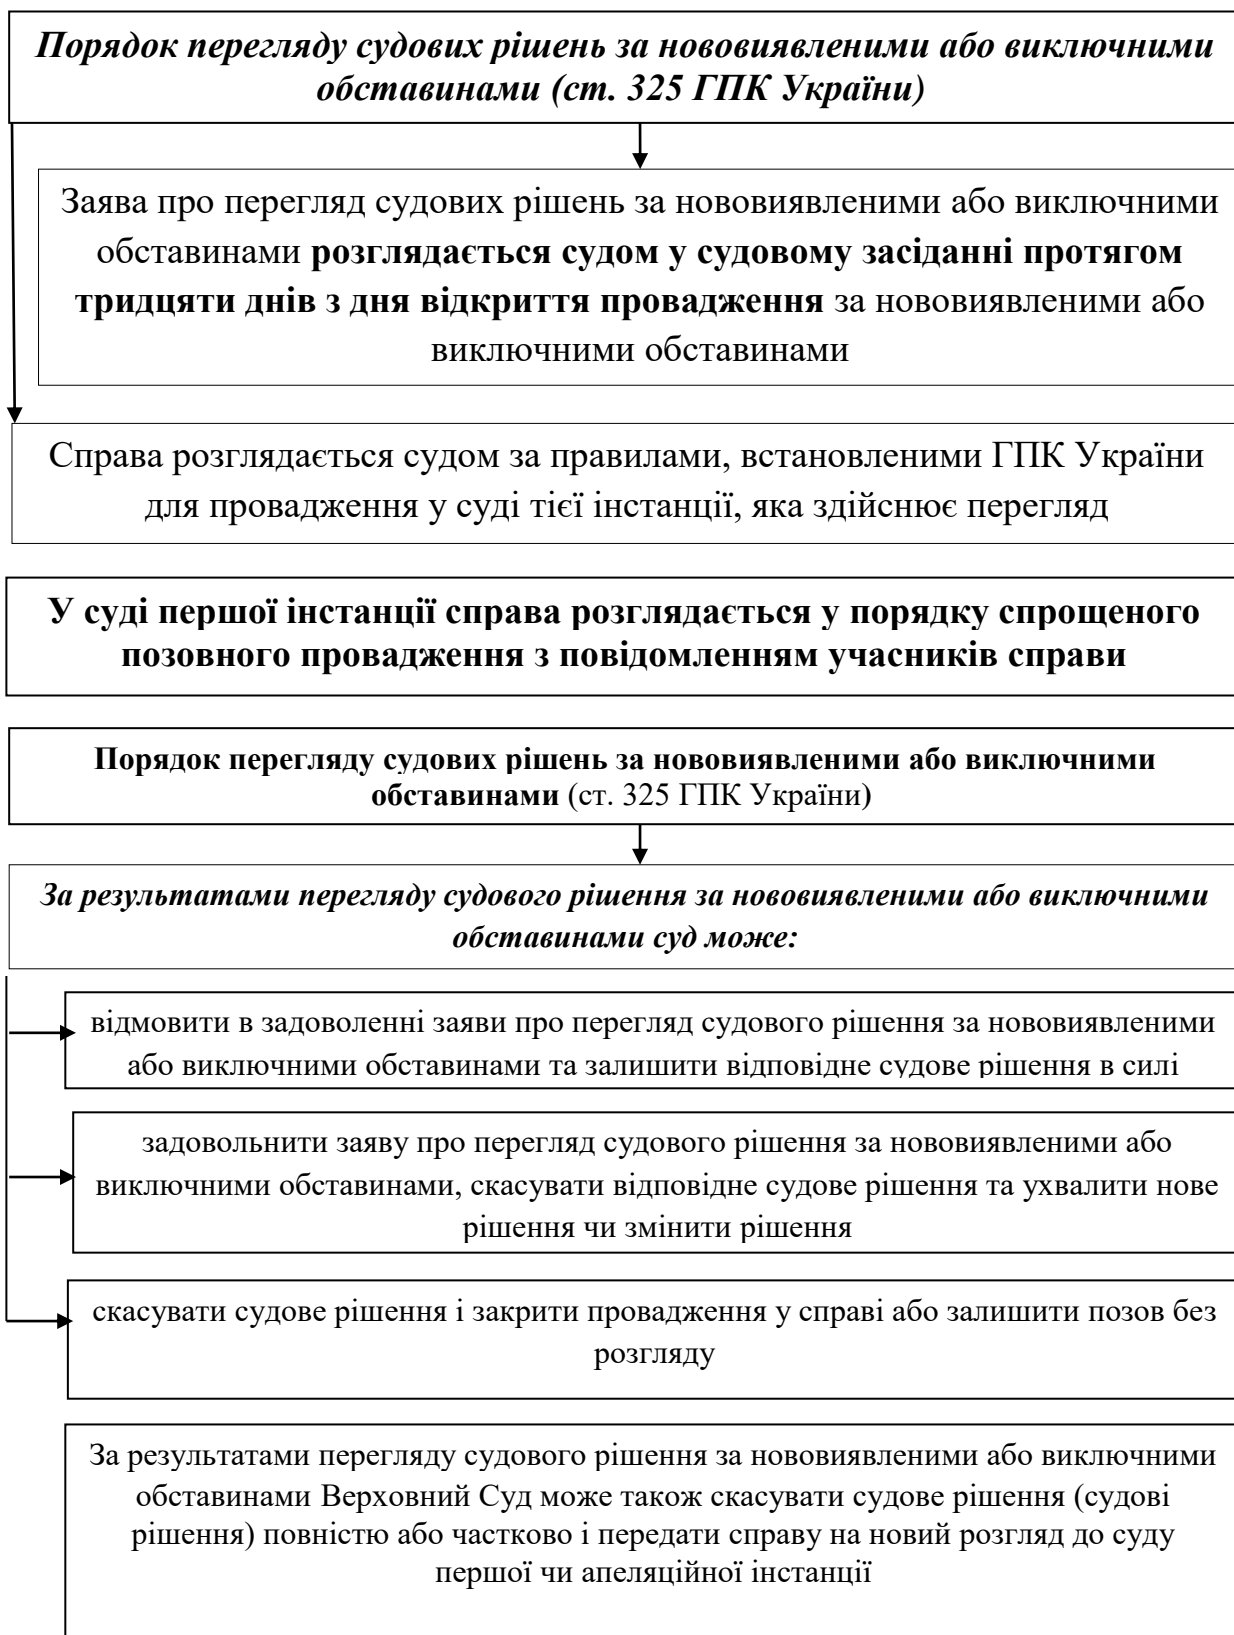 Порядок перегляду судових рішень за нововиявленими або виключними
обставинами (ст. 325 ГПК України)
Заява про перегляд судових рішень за нововиявленими або виключними
обставинами розглядається судом у судовому засіданні протягом
тридцяти днів з дня відкриття провадження за нововиявленими або
виключними обставинами
Справа розглядається судом за правилами, встановленими ГПК України
для провадження у суді тієї інстанції, яка здійснює перегляд
У суді першої інстанції справа розглядається у порядку спрощеного
позовного провадження з повідомленням учасників справи
Порядок перегляду судових рішень за нововиявленими або виключними
обставинами (ст. 325 ГПК України)
За результатами перегляду судового рішення за нововиявленими або виключними
обставинами суд може:
відмовити в задоволенні заяви про перегляд судового рішення за нововиявленими
або виключними обставинами та залишити відповідне судове рішення в силі
задовольнити заяву про перегляд судового рішення за нововиявленими або
виключними обставинами, скасувати відповідне судове рішення та ухвалити нове
рішення чи змінити рішення
скасувати судове рішення і закрити провадження у справі або залишити позов без
розгляду
За результатами перегляду судового рішення за нововиявленими або виключними
обставинами Верховний Суд може також скасувати судове рішення (судові
рішення) повністю або частково і передати справу на новий розгляд до суду
першої чи апеляційної інстанції